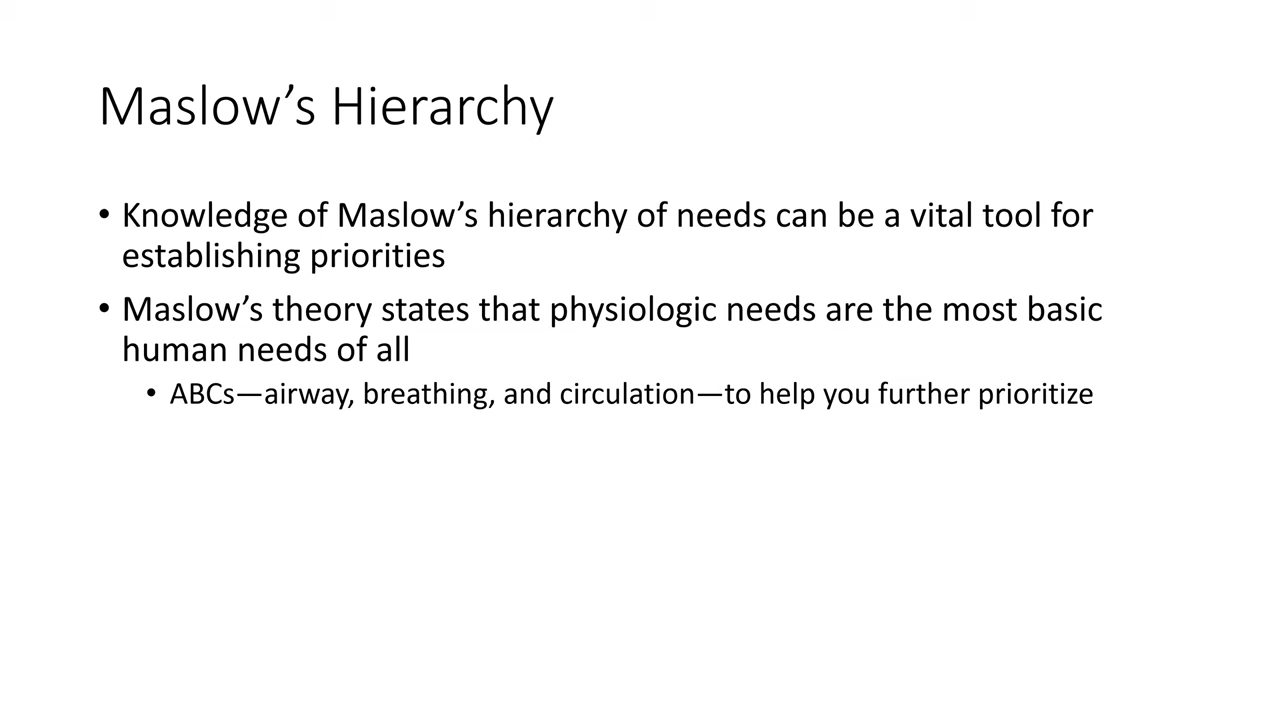 Maslow’s Hierarchy
• Knowledge of Maslow’s hierarchy of needs can be a vital tool for
establishing priorities
• Maslow’s theory states that physiologic needs are the most basic
human needs of all
• ABCs—airway, breathing, and circulation—to help you further prioritize